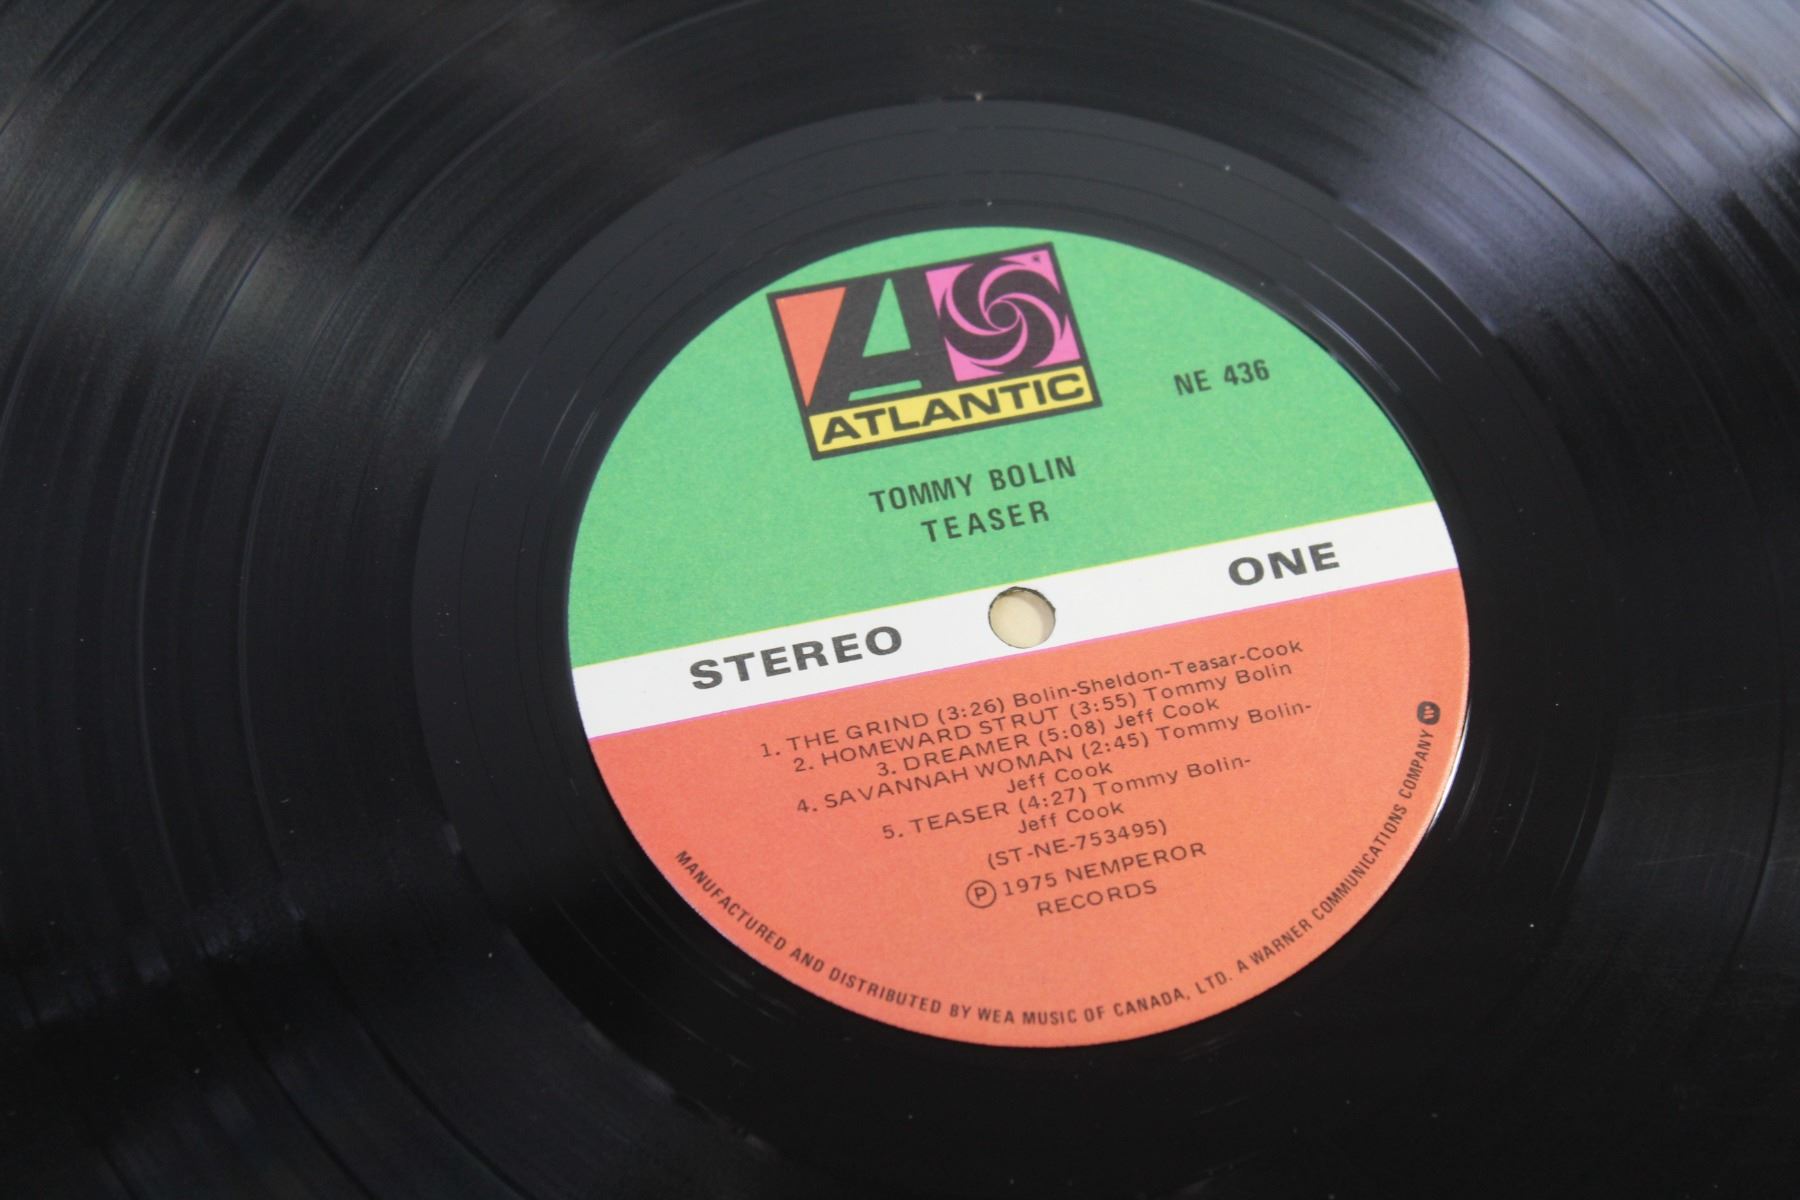 ATLANTIC
NE 436
TOMMY BOLIN
TEASER
STEREO ONE
1. THE GRIND (3:26) Bolin-Sheldon-Teasar-Cook
2. HOMEWARD STRUT (3:55) Tommy Bolin
3. DREAMER (5:08) Jeff Cook
4. SAVANNAH WOMAN (2:45) Tommy Bolin-
Jeff Cook
5. TEASER (4:27) Tommy Bolin-
Jeff Cook
(ST-NE-753495)
Ⓟ 1975 NEMPEROR
RECORDS
MANUFACTURED AND DISTRIBUTED BY WEA MUSIC OF CANADA, LTD. A WARNER COMMUNICATIONS COMPANY